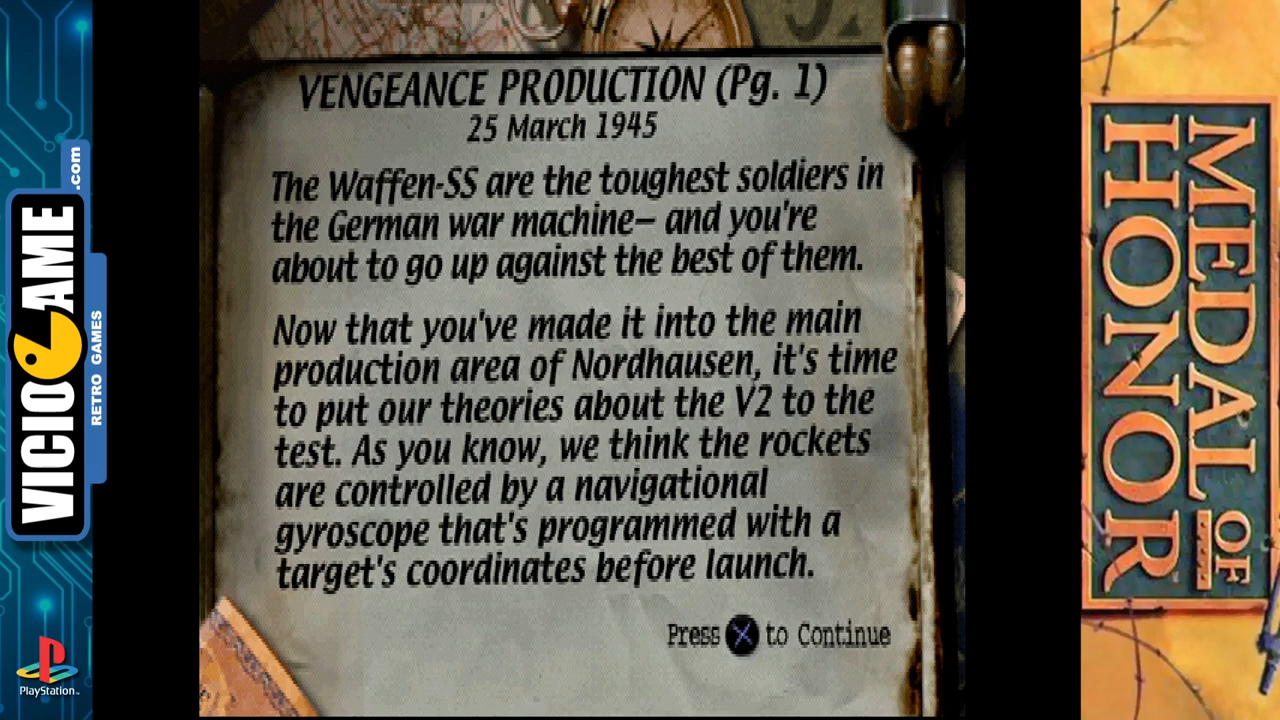 VENGEANCE PRODUCTION (Pg. 1)
25 March 1945
The Waffen-SS are the toughest soldiers in
the German war machine– and you're
about to go up against the best of them.
Now that you've made it into the main
production area of Nordhausen, it's time
to put our theories about the V2 to the
test. As you know, we think the rockets
are controlled by a navigational
gyroscope that's programmed with a
target's coordinates before launch.
Press X to Continue
VICIOGAME.com
RETRO GAMES
PlayStation
MEDAL OF
HONOR